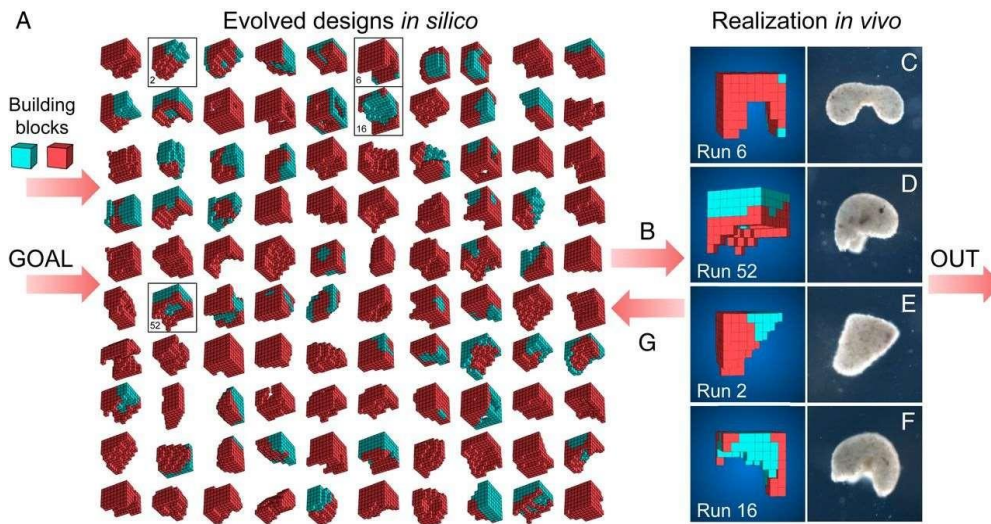 A
Evolved designs in silico
Realization in vivo
Building
blocks
GOAL
2
6
16
52
B
G
Run 6
C
Run 52
D
Run 2
E
Run 16
F
OUT